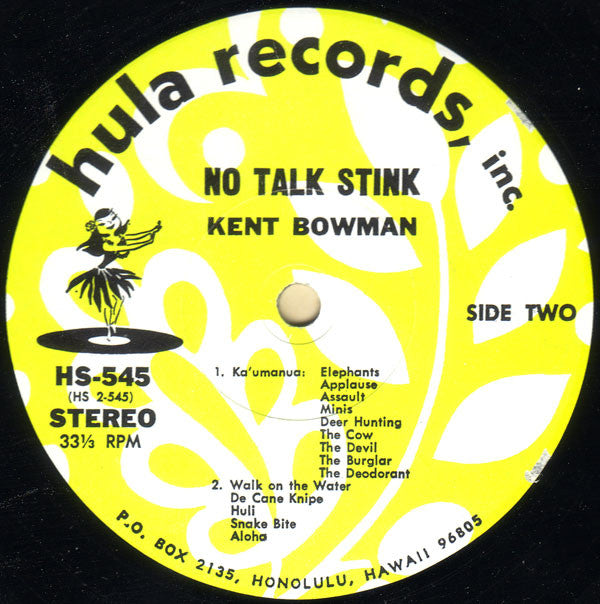 hula records, inc.
NO TALK STINK
KENT BOWMAN
SIDE TWO
HS-545
(HS 2-545)
STEREO
33⅓ RPM
1. Ka'umanua: Elephants
Applause
Assault
Minis
Deer Hunting
The Cow
The Devil
The Burglar
The Deodorant
2. Walk on the Water
De Cane Knipe
Huli
Snake Bite
Aloha
P.O. BOX 2135, HONOLULU, HAWAII 96805